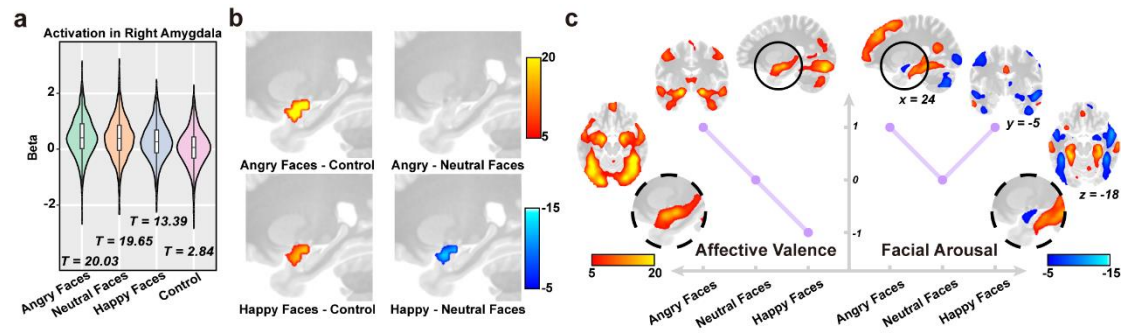 a
Activation in Right Amygdala
Beta
2
0
-2
T = 20.03
T = 19.65
T = 13.39
T = 2.84
Angry Faces
Neutral Faces
Happy Faces
Control
b
Angry Faces - Control
Angry - Neutral Faces
Happy Faces - Control
Happy - Neutral Faces
20
5
-15
-5
c
x = 24
y = -5
z = -18
1
0
-1
Affective Valence
Facial Arousal
5
20
-5
-15
Angry Faces
Neutral Faces
Happy Faces
Angry Faces
Neutral Faces
Happy Faces